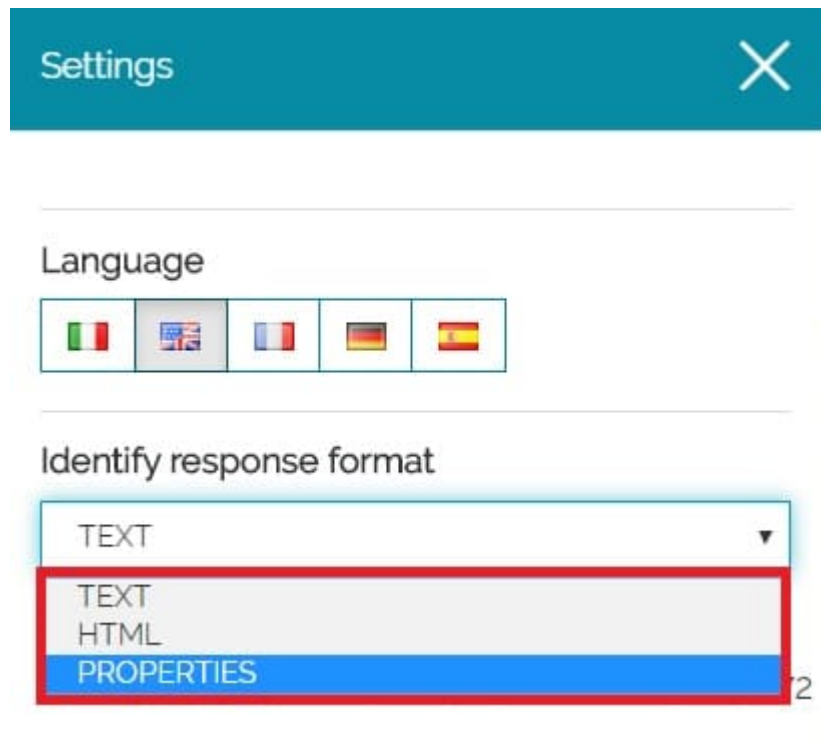 Settings
Language
Identify response format
TEXT
TEXT
HTML
PROPERTIES